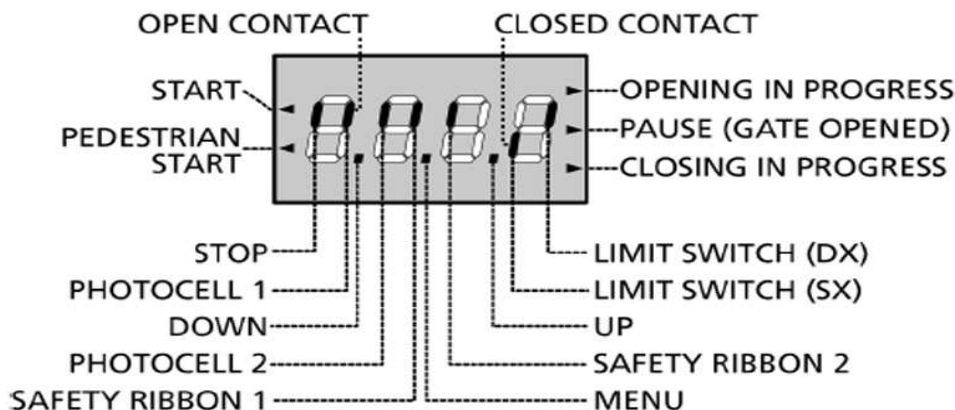 OPEN CONTACT
CLOSED CONTACT
START
PEDESTRIAN
START
OPENING IN PROGRESS
PAUSE (GATE OPENED)
CLOSING IN PROGRESS
STOP
PHOTOCELL 1
DOWN
PHOTOCELL 2
SAFETY RIBBON 1
LIMIT SWITCH (DX)
LIMIT SWITCH (SX)
UP
SAFETY RIBBON 2
MENU